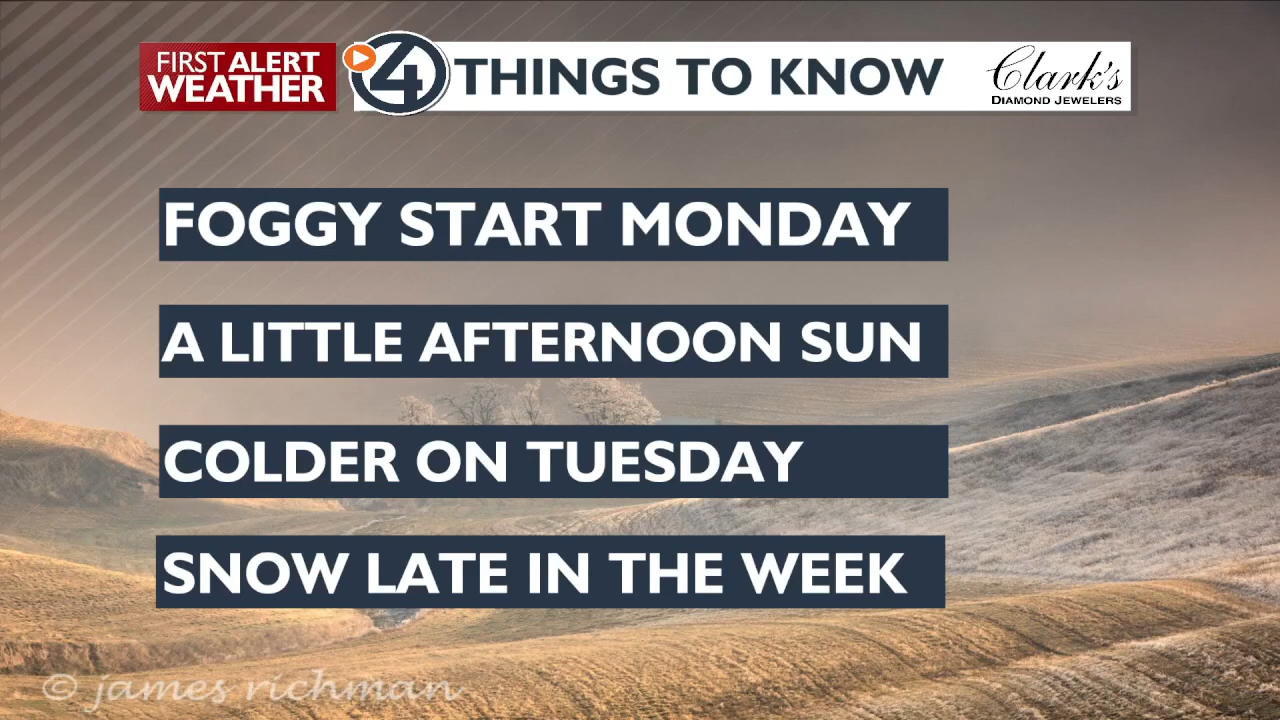 FIRST ALERT
WEATHER
4 THINGS TO KNOW
Clark's
DIAMOND JEWELERS
FOGGY START MONDAY
A LITTLE AFTERNOON SUN
COLDER ON TUESDAY
SNOW LATE IN THE WEEK
© james richman